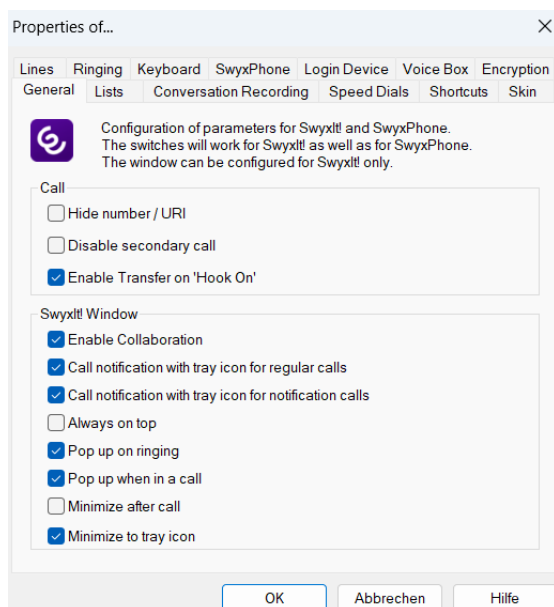 Properties of...
Lines Ringing Keyboard SwyxPhone Login Device Voice Box Encryption
General Lists Conversation Recording Speed Dials Shortcuts Skin
Configuration of parameters for SwyxIt! and SwyxPhone.
The switches will work for SwyxIt! as well as for SwyxPhone.
The window can be configured for SwyxIt! only.
Call
Hide number / URI
Disable secondary call
Enable Transfer on 'Hook On'
SwyxIt! Window
Enable Collaboration
Call notification with tray icon for regular calls
Call notification with tray icon for notification calls
Always on top
Pop up on ringing
Pop up when in a call
Minimize after call
Minimize to tray icon
OK Abbrechen Hilfe